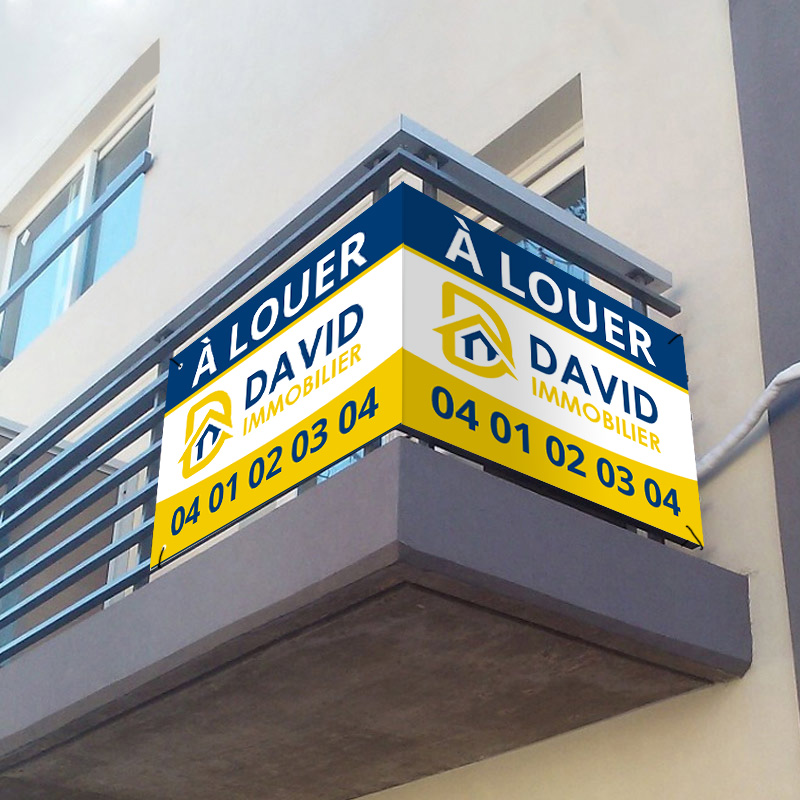 À LOUER
DAVID
IMMOBILIER
04 01 02 03 04
À LOUER
DAVID
IMMOBILIER
04 01 02 03 04